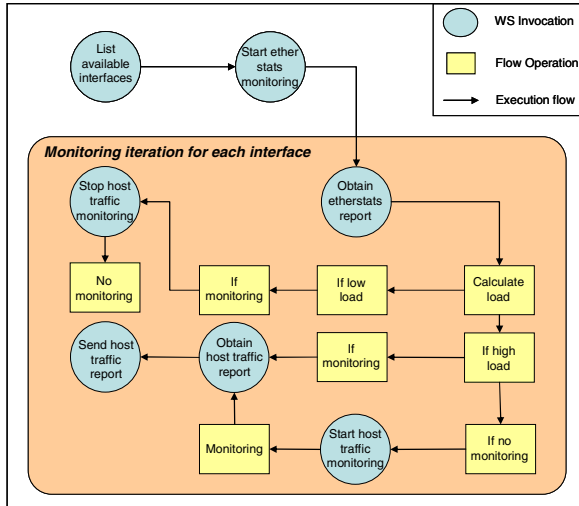 List
available
interfaces
Start ether
stats
monitoring
WS Invocation
Flow Operation
Execution flow
Monitoring iteration for each interface
Stop host
traffic
monitoring
Obtain
etherstats
report
No
monitoring
If
monitoring
If low
load
Calculate
load
Send host
traffic
report
Obtain
host traffic
report
If
monitoring
If high
load
Monitoring
Start host
traffic
monitoring
If no
monitoring